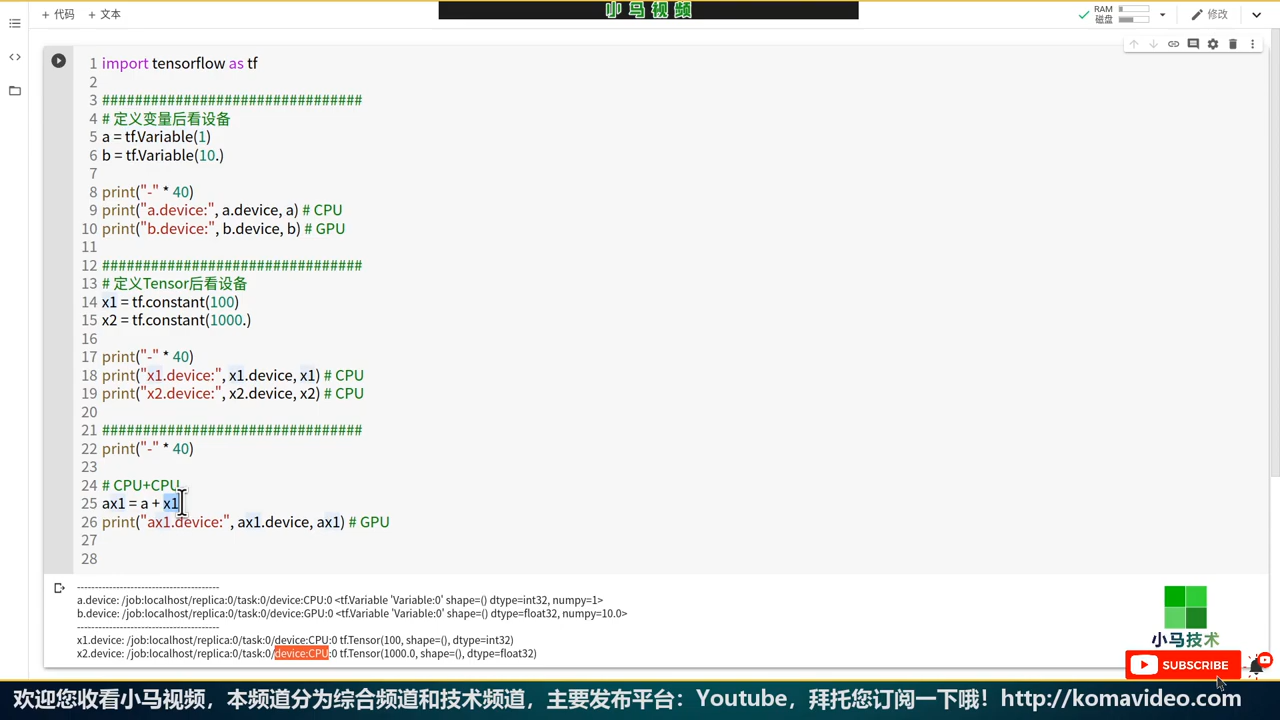 小马视频
+ 代码 + 文本
RAM
磁盘
修改
1 import tensorflow as tf
2
3 ################################
4 # 定义变量后看设备
5 a = tf.Variable(1)
6 b = tf.Variable(10.)
7
8 print("-" * 40)
9 print("a.device:", a.device, a) # CPU
10 print("b.device:", b.device, b) # GPU
11
12 ################################
13 # 定义Tensor后看设备
14 x1 = tf.constant(100)
15 x2 = tf.constant(1000.)
16
17 print("-" * 40)
18 print("x1.device:", x1.device, x1) # CPU
19 print("x2.device:", x2.device, x2) # CPU
20
21 ################################
22 print("-" * 40)
23
24 # CPU+CPU
25 ax1 = a + x1
26 print("ax1.device:", ax1.device, ax1) # GPU
27
28
----------------------------------------
a.device: /job:localhost/replica:0/task:0/device:CPU:0 <tf.Variable 'Variable:0' shape=() dtype=int32, numpy=1>
b.device: /job:localhost/replica:0/task:0/device:GPU:0 <tf.Variable 'Variable:0' shape=() dtype=float32, numpy=10.0>
----------------------------------------
x1.device: /job:localhost/replica:0/task:0/device:CPU:0 tf.Tensor(100, shape=(), dtype=int32)
x2.device: /job:localhost/replica:0/task:0/device:CPU:0 tf.Tensor(1000.0, shape=(), dtype=float32)
小马技术
SUBSCRIBE
欢迎您收看小马视频，本频道分为综合频道和技术频道，主要发布平台：Youtube，拜托您订阅一下哦！http://komavideo.com